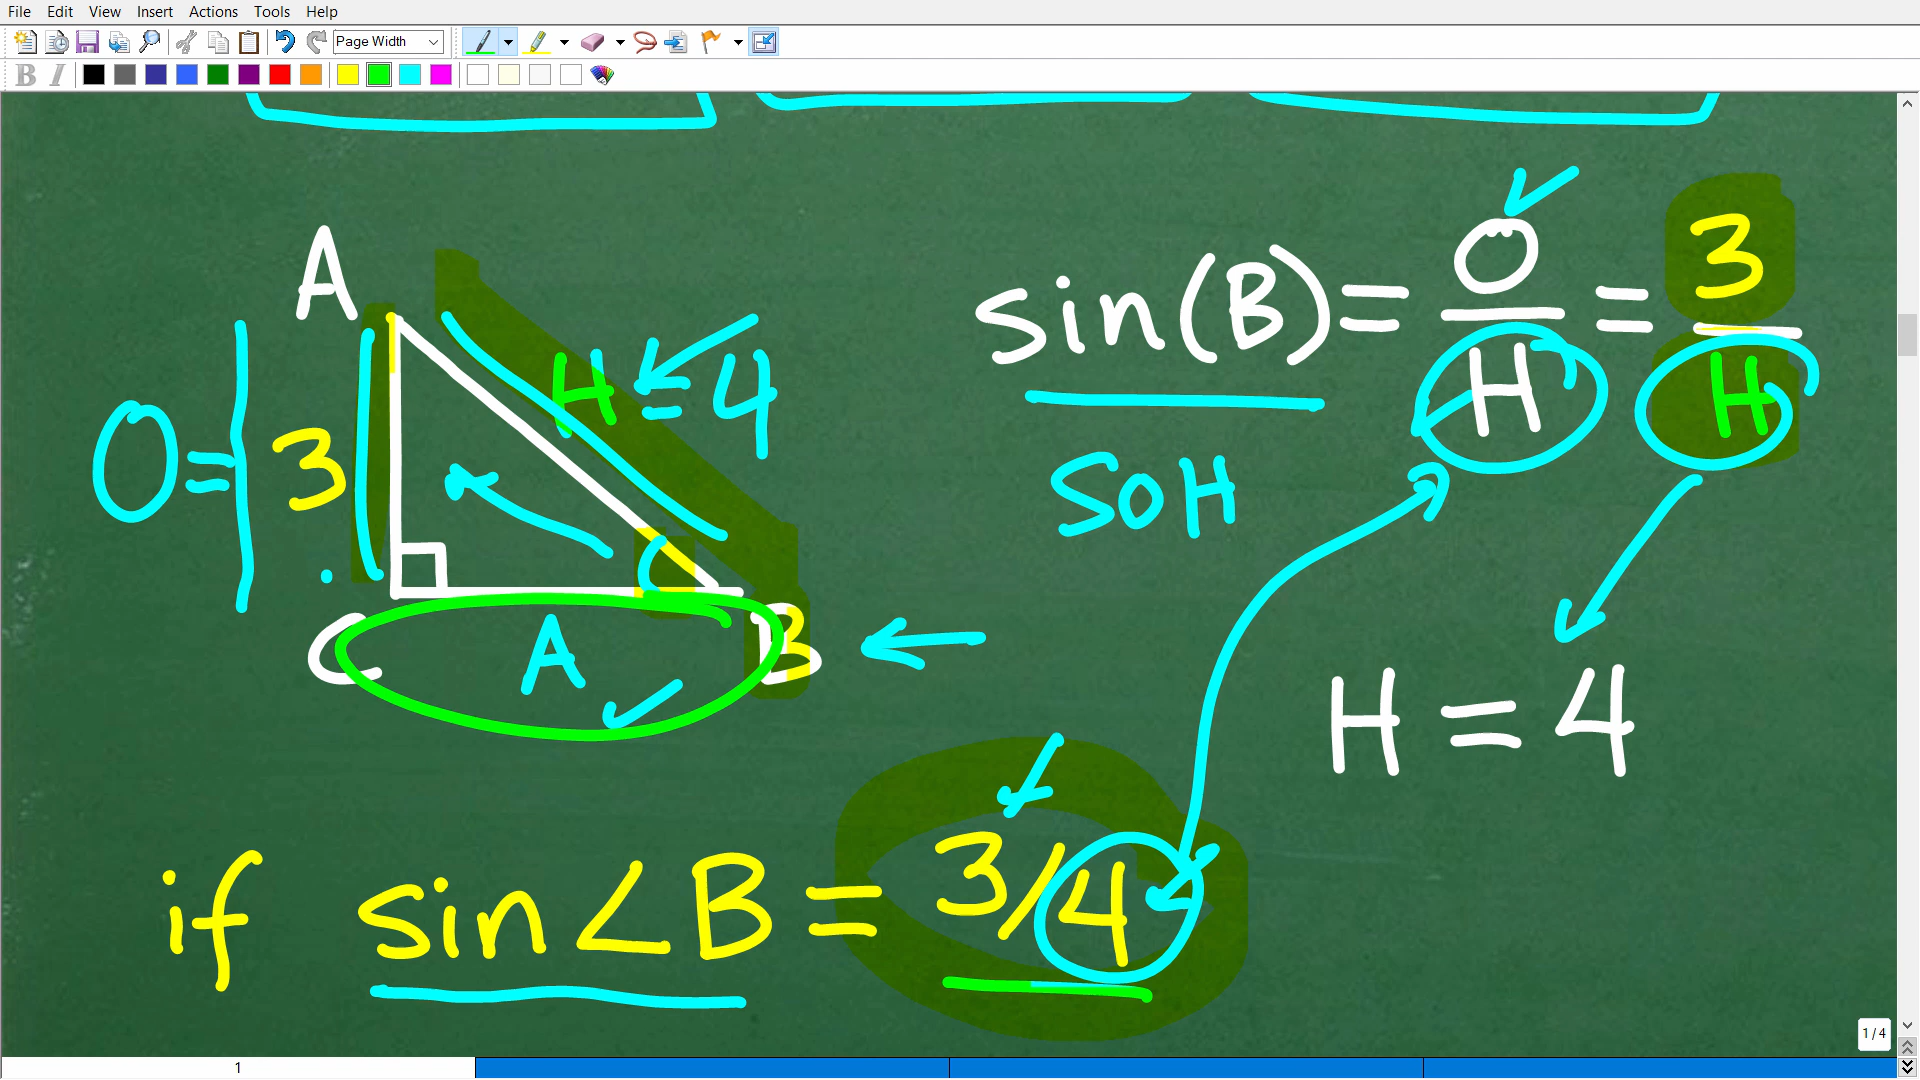 File Edit View Insert Actions Tools Help
Page Width
B I
A
O = 3
H = 4
C A B
sin(B) = O/H = 3/H
SOH
H = 4
if sin∠B = 3/4
1 / 4
1